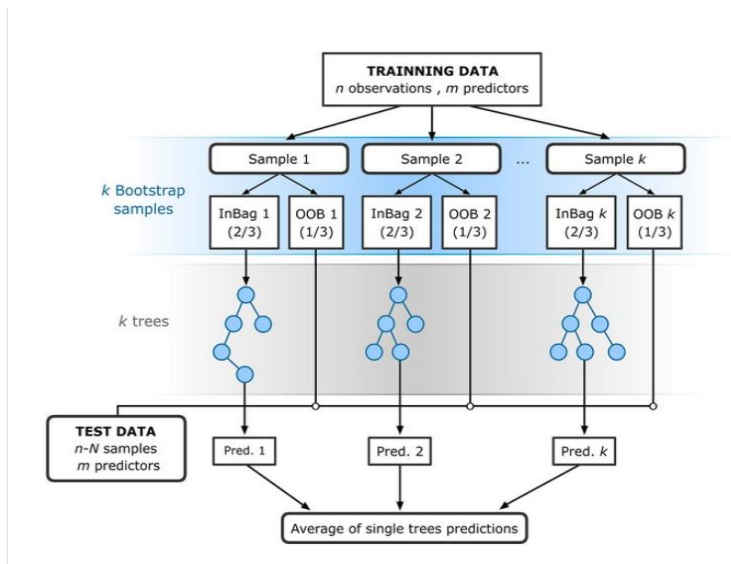 TRAINNING DATA
n observations , m predictors
Sample 1
Sample 2
...
Sample k
k Bootstrap
samples
InBag 1
(2/3)
OOB 1
(1/3)
InBag 2
(2/3)
OOB 2
(1/3)
InBag k
(2/3)
OOB k
(1/3)
k trees
TEST DATA
n-N samples
m predictors
Pred. 1
Pred. 2
Pred. k
Average of single trees predictions